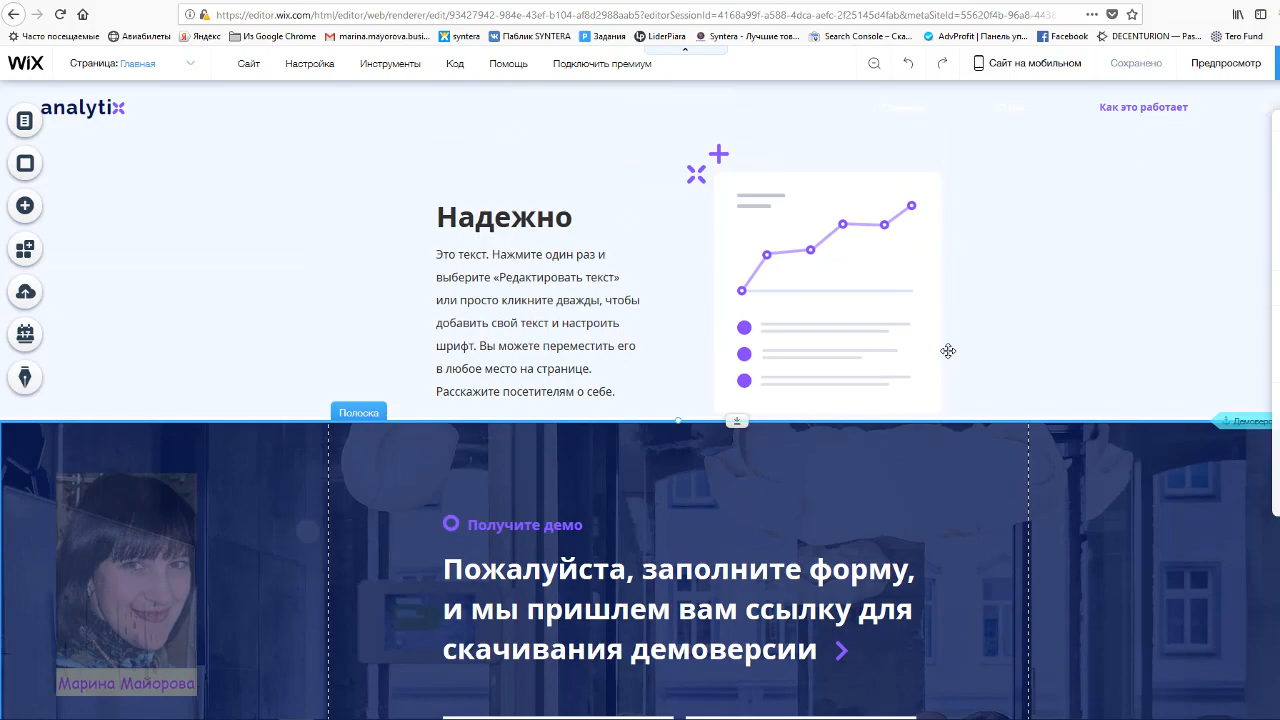 https://editor.wix.com/html/editor/web/renderer/edit/93427942-984e-43ef-b104-af8d2988aab5?editorSessionId=4168a99f-a588-4dca-aefc-2f25145d4fab&metaSiteId=55620f4b-96a8-4438
Часто посещаемые Авиабилеты Яндекс Из Google Chrome marina.mayorova.busi... syntera Паблик SYNTERA Задания LiderPiara Syntera - Лучшие тов... Search Console – Ска... AdvProfit | Панель уп... Facebook DECENTURION — Рав... Tero Fund
WiX Страница: Главная Сайт Настройка Инструменты Код Помощь Подключить премиум Сайт на мобильном Сохранено Предпросмотр
analytix Как это работает
17
Надежно
Это текст. Нажмите один раз и
выберите «Редактировать текст»
или просто кликните дважды, чтобы
добавить свой текст и настроить
шрифт. Вы можете переместить его
в любое место на странице.
Расскажите посетителям о себе.
Полоска
Демоверс
Получите демо
Пожалуйста, заполните форму,
и мы пришлем вам ссылку для
скачивания демоверсии
Марина Майорова